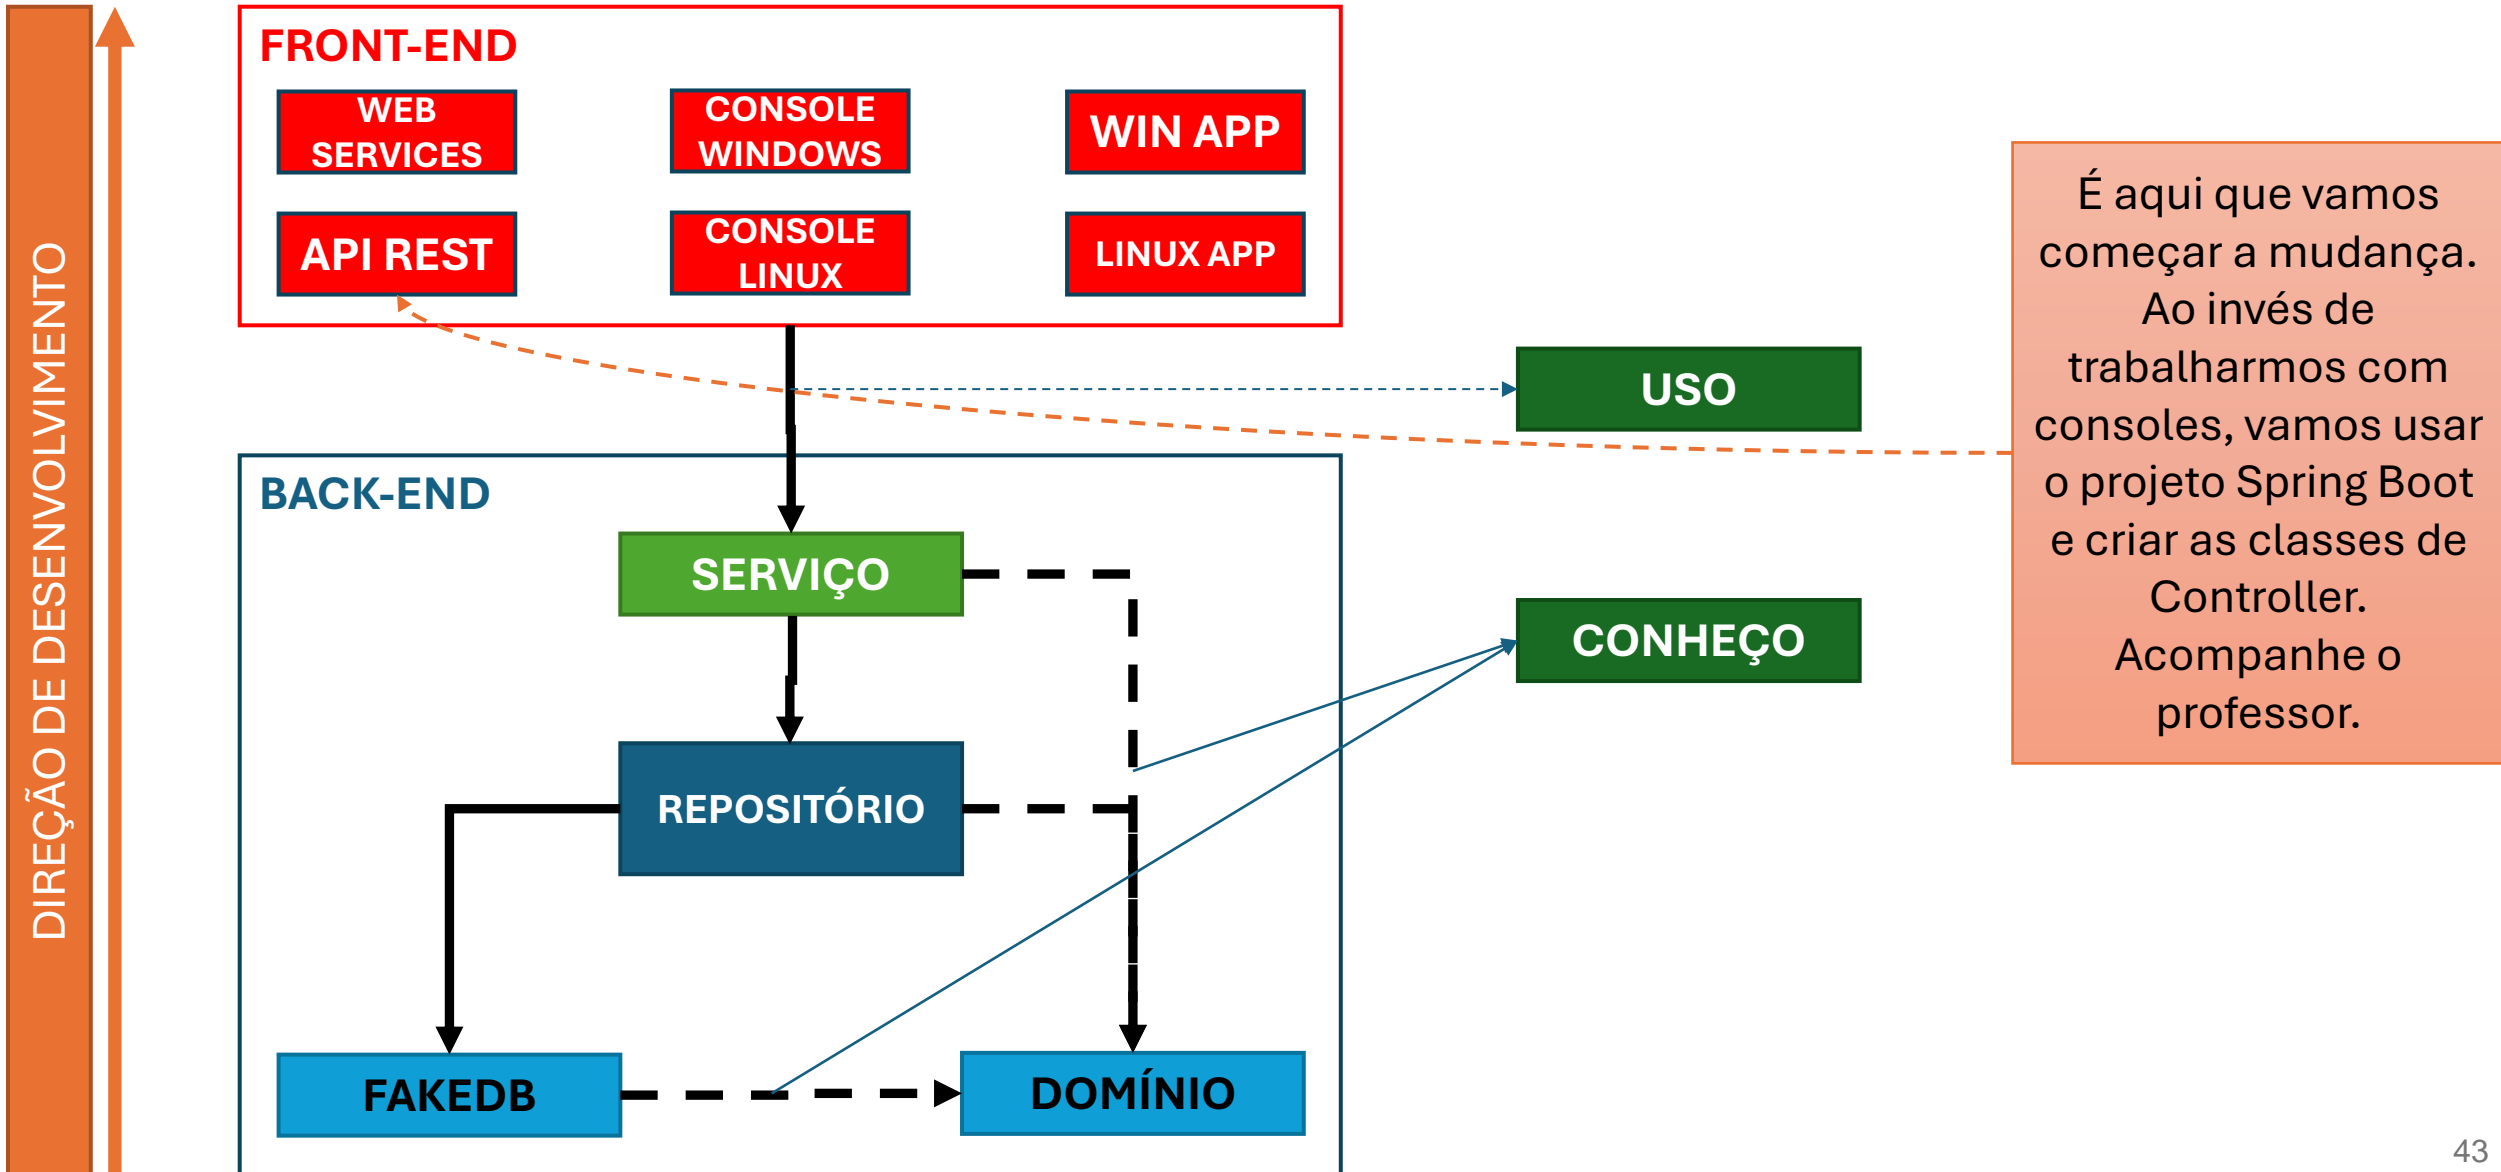 DIREÇÃO DE DESENVOLVIMENTO
FRONT-END
WEB
SERVICES
CONSOLE
WINDOWS
WIN APP
API REST
CONSOLE
LINUX
LINUX APP
USO
BACK-END
SERVIÇO
CONHEÇO
REPOSITÓRIO
FAKEDB
DOMÍNIO
É aqui que vamos
começar a mudança.
Ao invés de
trabalharmos com
consoles, vamos usar
o projeto Spring Boot
e criar as classes de
Controller.
Acompanhe o
professor.
43